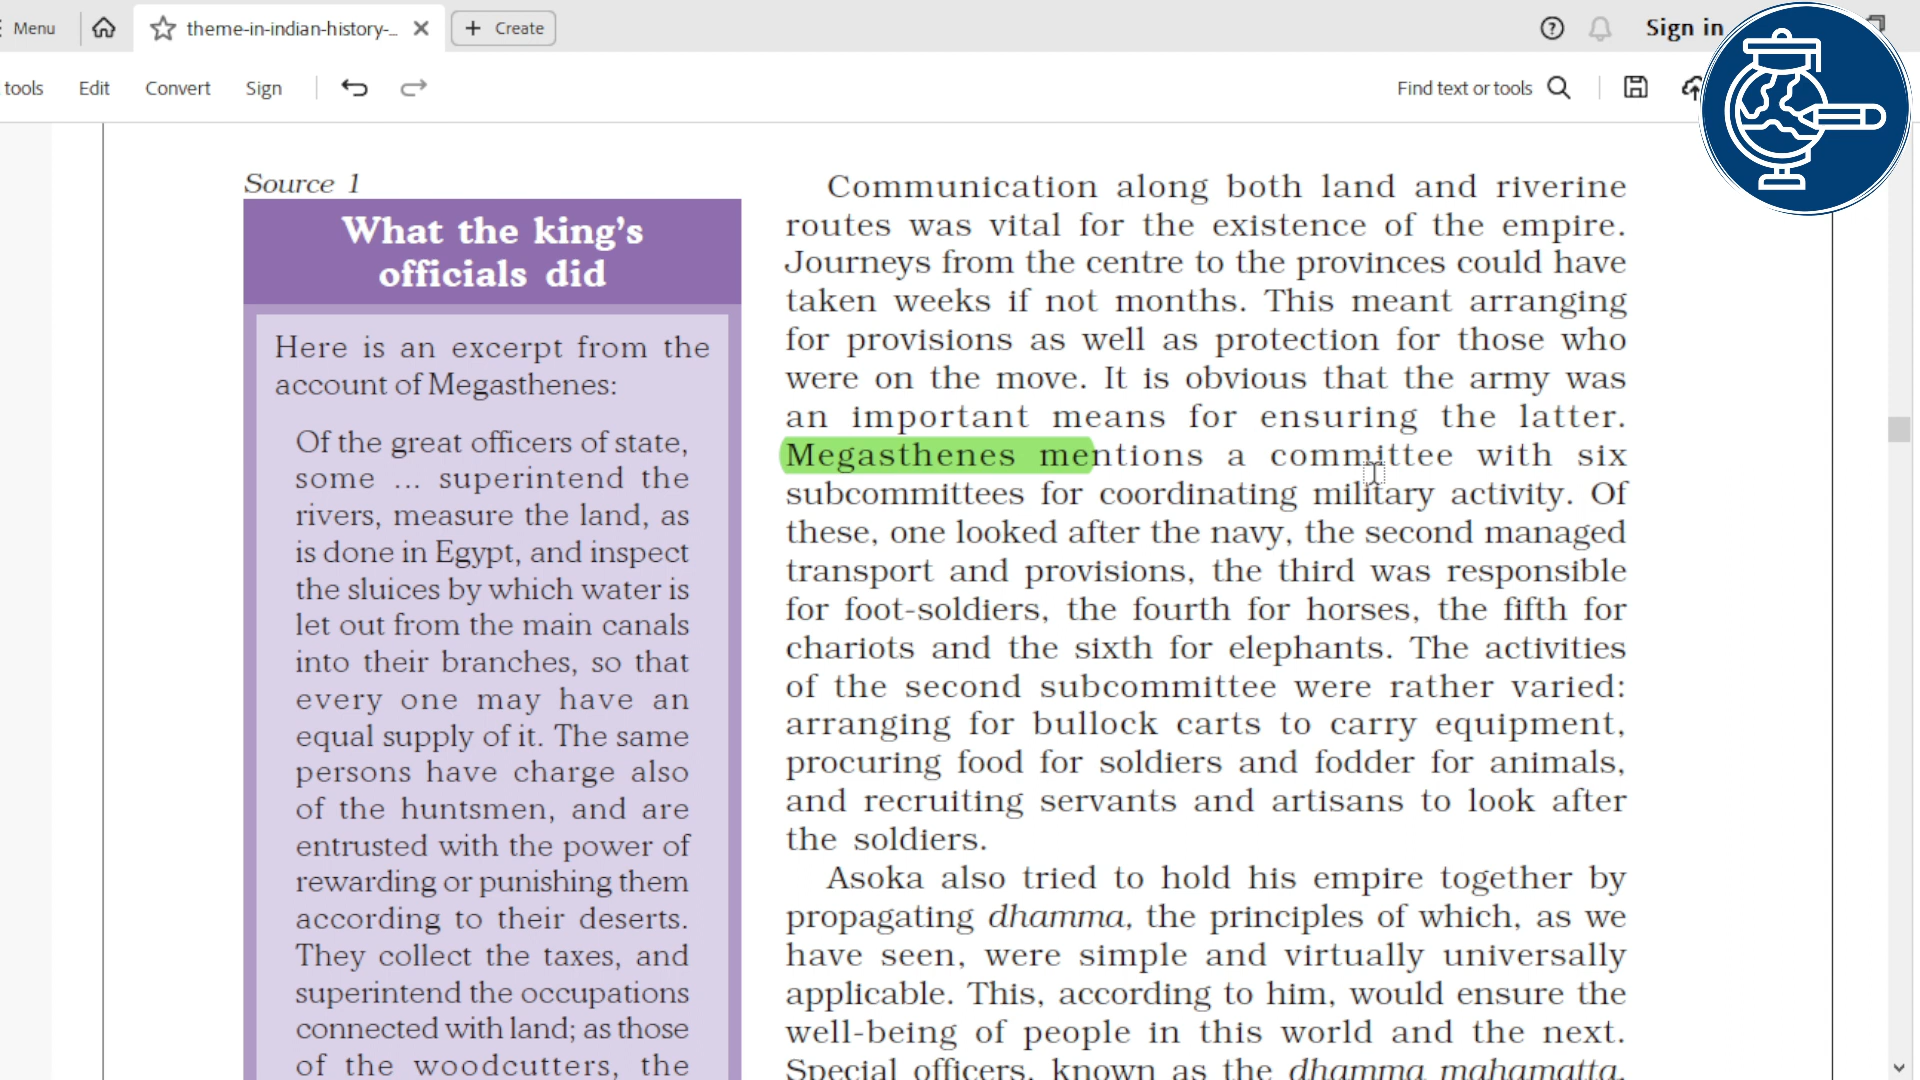 Menu
theme-in-indian-history-...
Create
Sign in
tools
Edit
Convert
Sign
Find text or tools
Source 1
What the king's
officials did
Here is an excerpt from the
account of Megasthenes:
Of the great officers of state,
some ... superintend the
rivers, measure the land, as
is done in Egypt, and inspect
the sluices by which water is
let out from the main canals
into their branches, so that
every one may have an
equal supply of it. The same
persons have charge also
of the huntsmen, and are
entrusted with the power of
rewarding or punishing them
according to their deserts.
They collect the taxes, and
superintend the occupations
connected with land; as those
of the woodcutters, the
Communication along both land and riverine
routes was vital for the existence of the empire.
Journeys from the centre to the provinces could have
taken weeks if not months. This meant arranging
for provisions as well as protection for those who
were on the move. It is obvious that the army was
an important means for ensuring the latter.
Megasthenes mentions a committee with six
subcommittees for coordinating military activity. Of
these, one looked after the navy, the second managed
transport and provisions, the third was responsible
for foot-soldiers, the fourth for horses, the fifth for
chariots and the sixth for elephants. The activities
of the second subcommittee were rather varied:
arranging for bullock carts to carry equipment,
procuring food for soldiers and fodder for animals,
and recruiting servants and artisans to look after
the soldiers.
Asoka also tried to hold his empire together by
propagating dhamma, the principles of which, as we
have seen, were simple and virtually universally
applicable. This, according to him, would ensure the
well-being of people in this world and the next.
Special officers, known as the dhamma mahamatta,